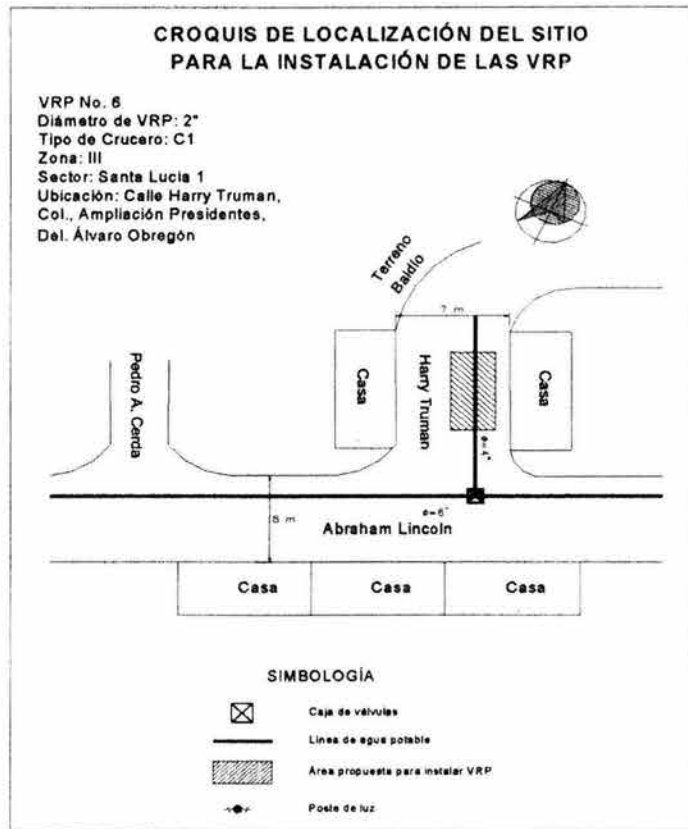 CROQUIS DE LOCALIZACIÓN DEL SITIO
PARA LA INSTALACIÓN DE LAS VRP
VRP No. 6
Diámetro de VRP: 2"
Tipo de Crucero: C1
Zona: III
Sector: Santa Lucia 1
Ubicación: Calle Harry Truman,
Col., Ampliación Presidentes,
Del. Álvaro Obregón
Terreno
Baldío
7 m
Pedro A. Cerda
Casa
Harry Truman
Casa
ø=4"
8 m
ø=6"
Abraham Lincoln
Casa
Casa
Casa
SIMBOLOGÍA
Caja de válvulas
Línea de agua potable
Area propuesta para instalar VRP
Poste de luz